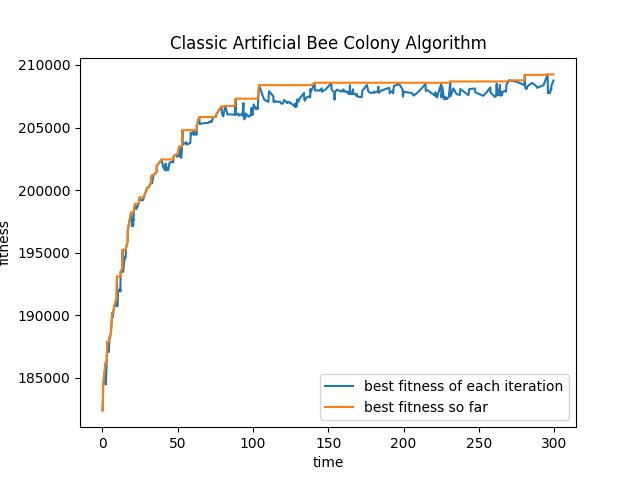 Classic Artificial Bee Colony Algorithm
210000
205000
200000
195000
190000
185000
fitness
0 50 100 150 200 250 300
time
best fitness of each iteration
best fitness so far